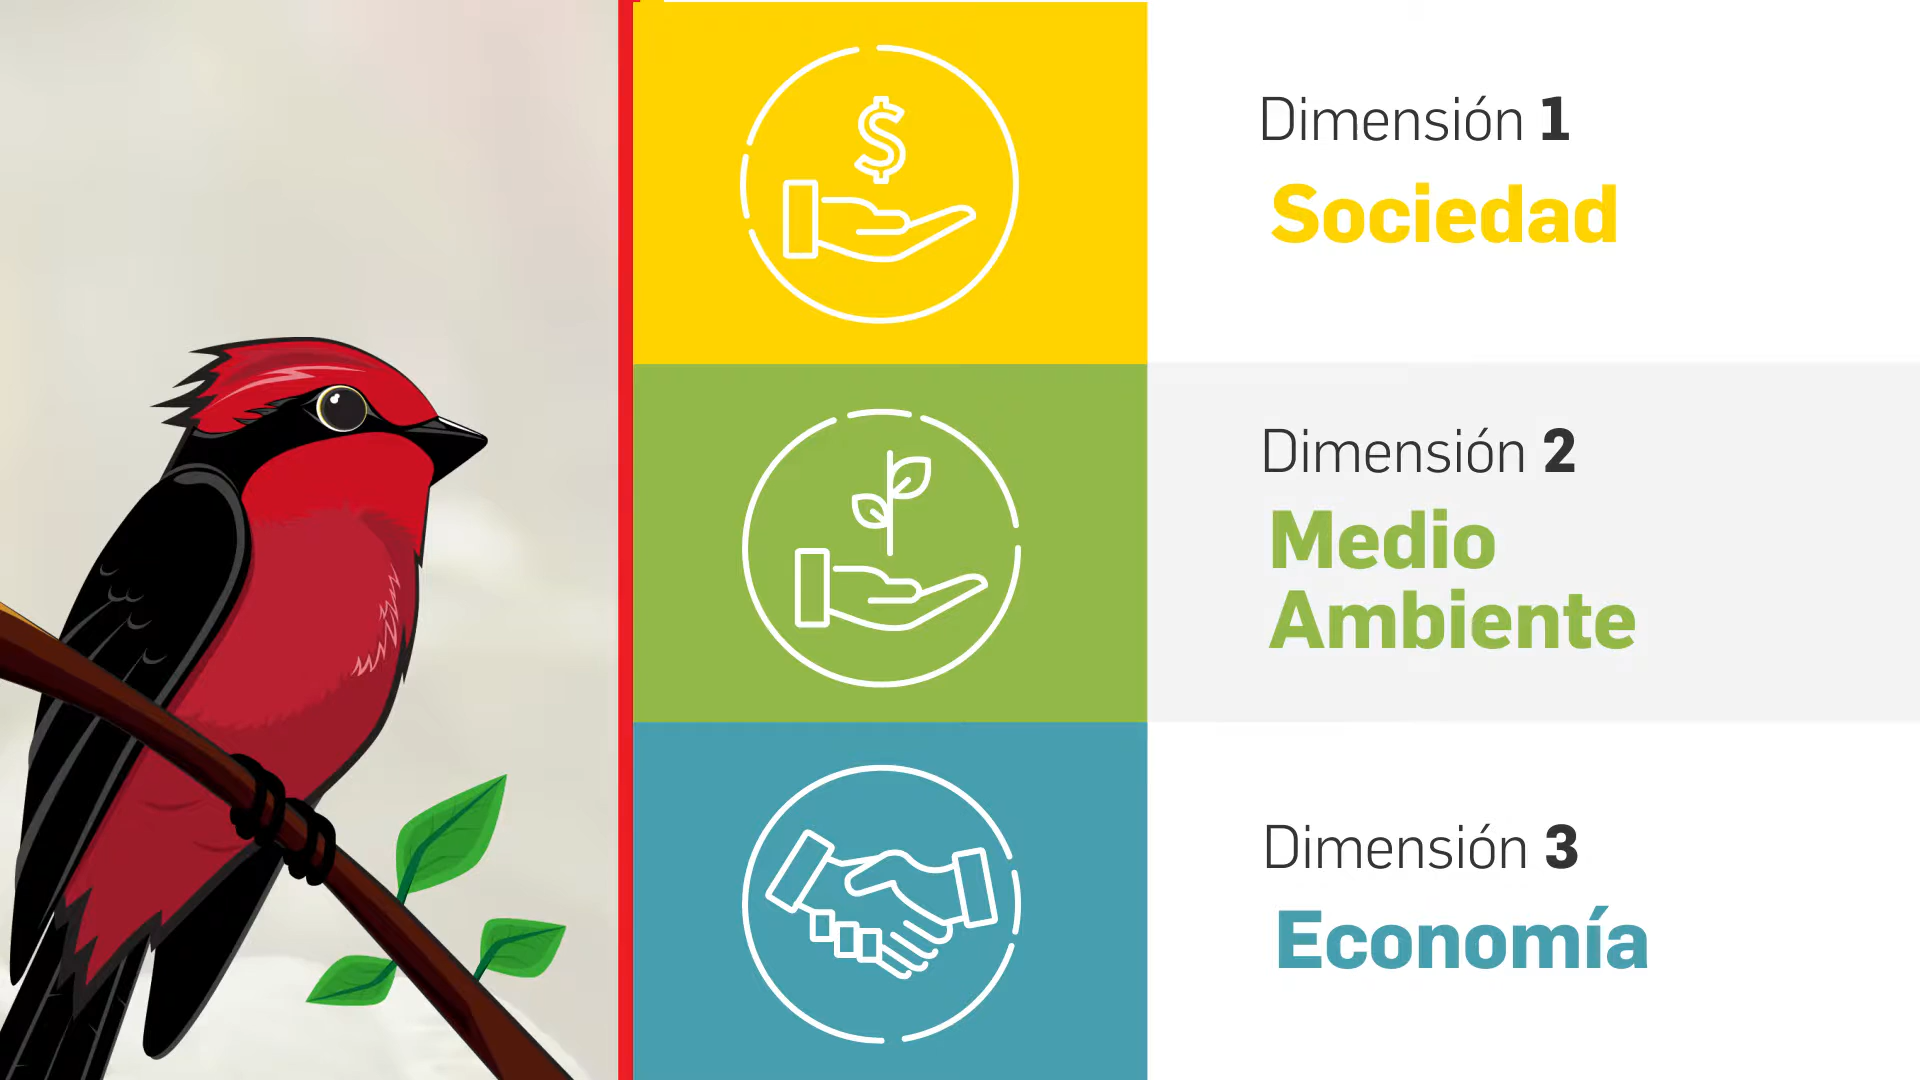 Dimensión 1
Sociedad
Dimensión 2
Medio
Ambiente
Dimensión 3
Economía